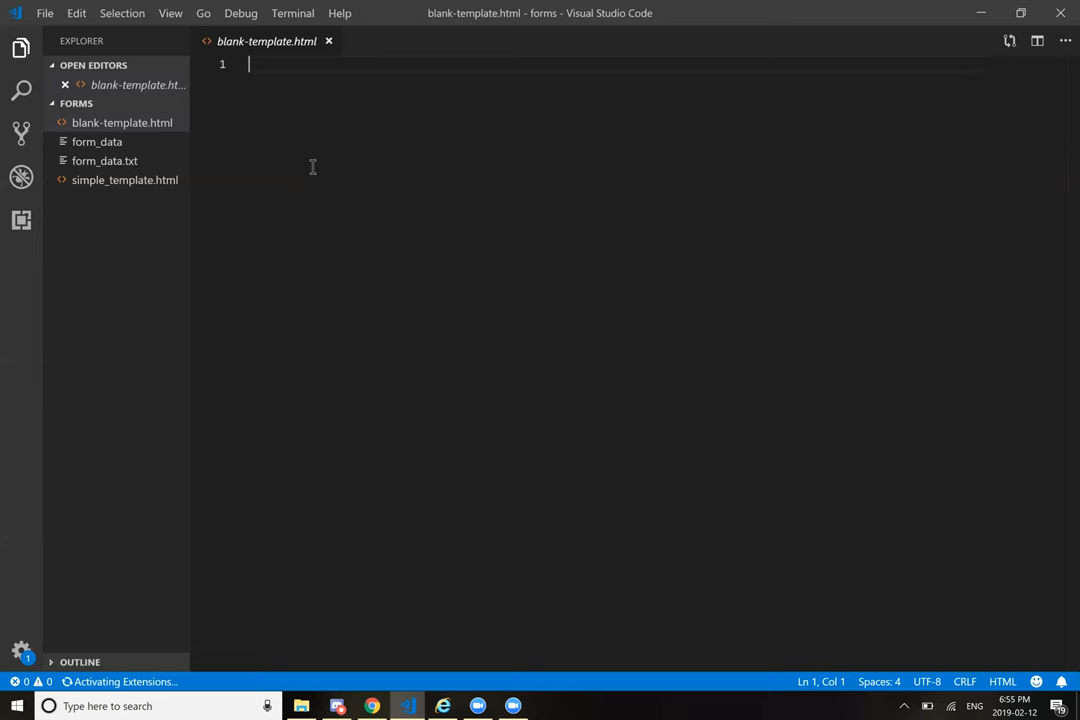 File Edit Selection View Go Debug Terminal Help
blank-template.html - forms - Visual Studio Code
EXPLORER
blank-template.html
OPEN EDITORS
blank-template.ht...
FORMS
blank-template.html
form_data
form_data.txt
simple_template.html
1
OUTLINE
1
0 0 Activating Extensions...
Ln 1, Col 1 Spaces: 4 UTF-8 CRLF HTML
Type here to search
ENG
6:55 PM
2019-02-12
19